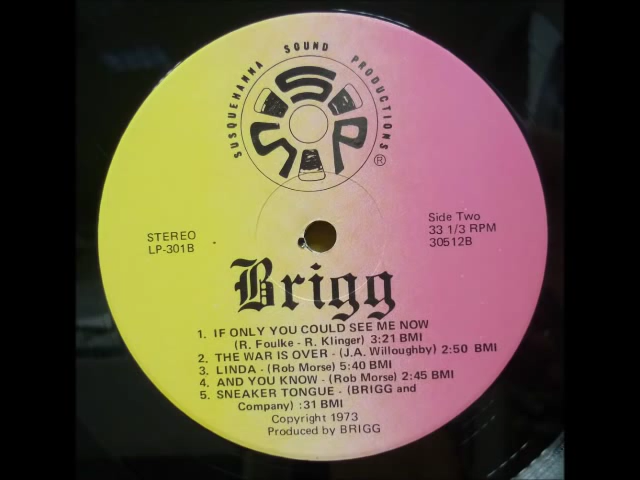 SUSQUEHANNA SOUND PRODUCTIONS
SSP
®
STEREO
LP-301B
Side Two
33 1/3 RPM
30512B
Brigg
1. IF ONLY YOU COULD SEE ME NOW
(R. Foulke - R. Klinger) 3:21 BMI
2. THE WAR IS OVER - (J.A. Willoughby) 2:50 BMI
3. LINDA - (Rob Morse) 5:40 BMI
4. AND YOU KNOW - (Rob Morse) 2:45 BMI
5. SNEAKER TONGUE - (BRIGG and
Company) :31 BMI
Copyright 1973
Produced by BRIGG